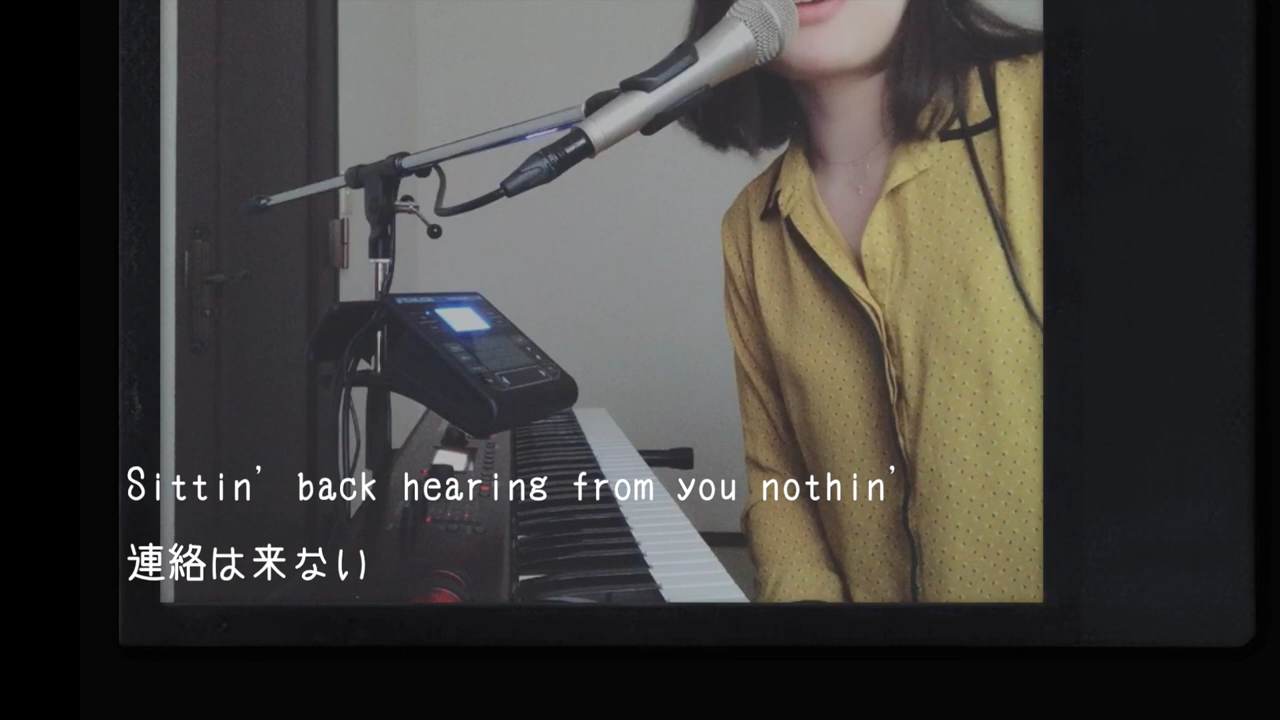 Sittin' back hearing from you nothin'
連絡は来ない